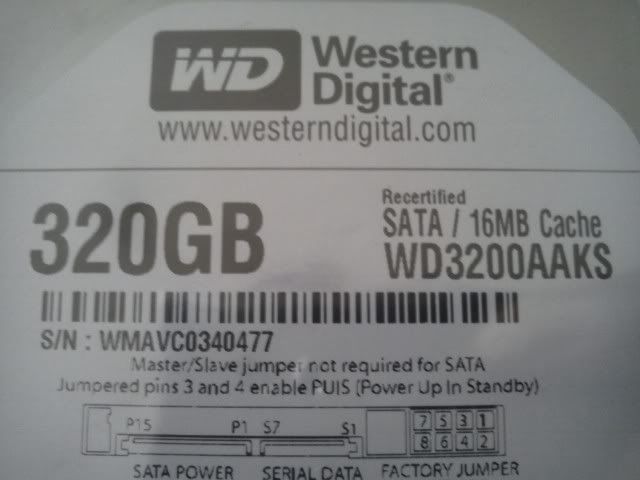 WD Western
Digital®
www.westerndigital.com
320GB
Recertified
SATA / 16MB Cache
WD3200AAKS
S/N : WMAVC0340477
Master/Slave jumper not required for SATA
Jumpered pins 3 and 4 enable PUIS (Power Up In Standby)
P15 P1 S7 S1 7 5 3 1
8 6 4 2
SATA POWER SERIAL DATA FACTORY JUMPER